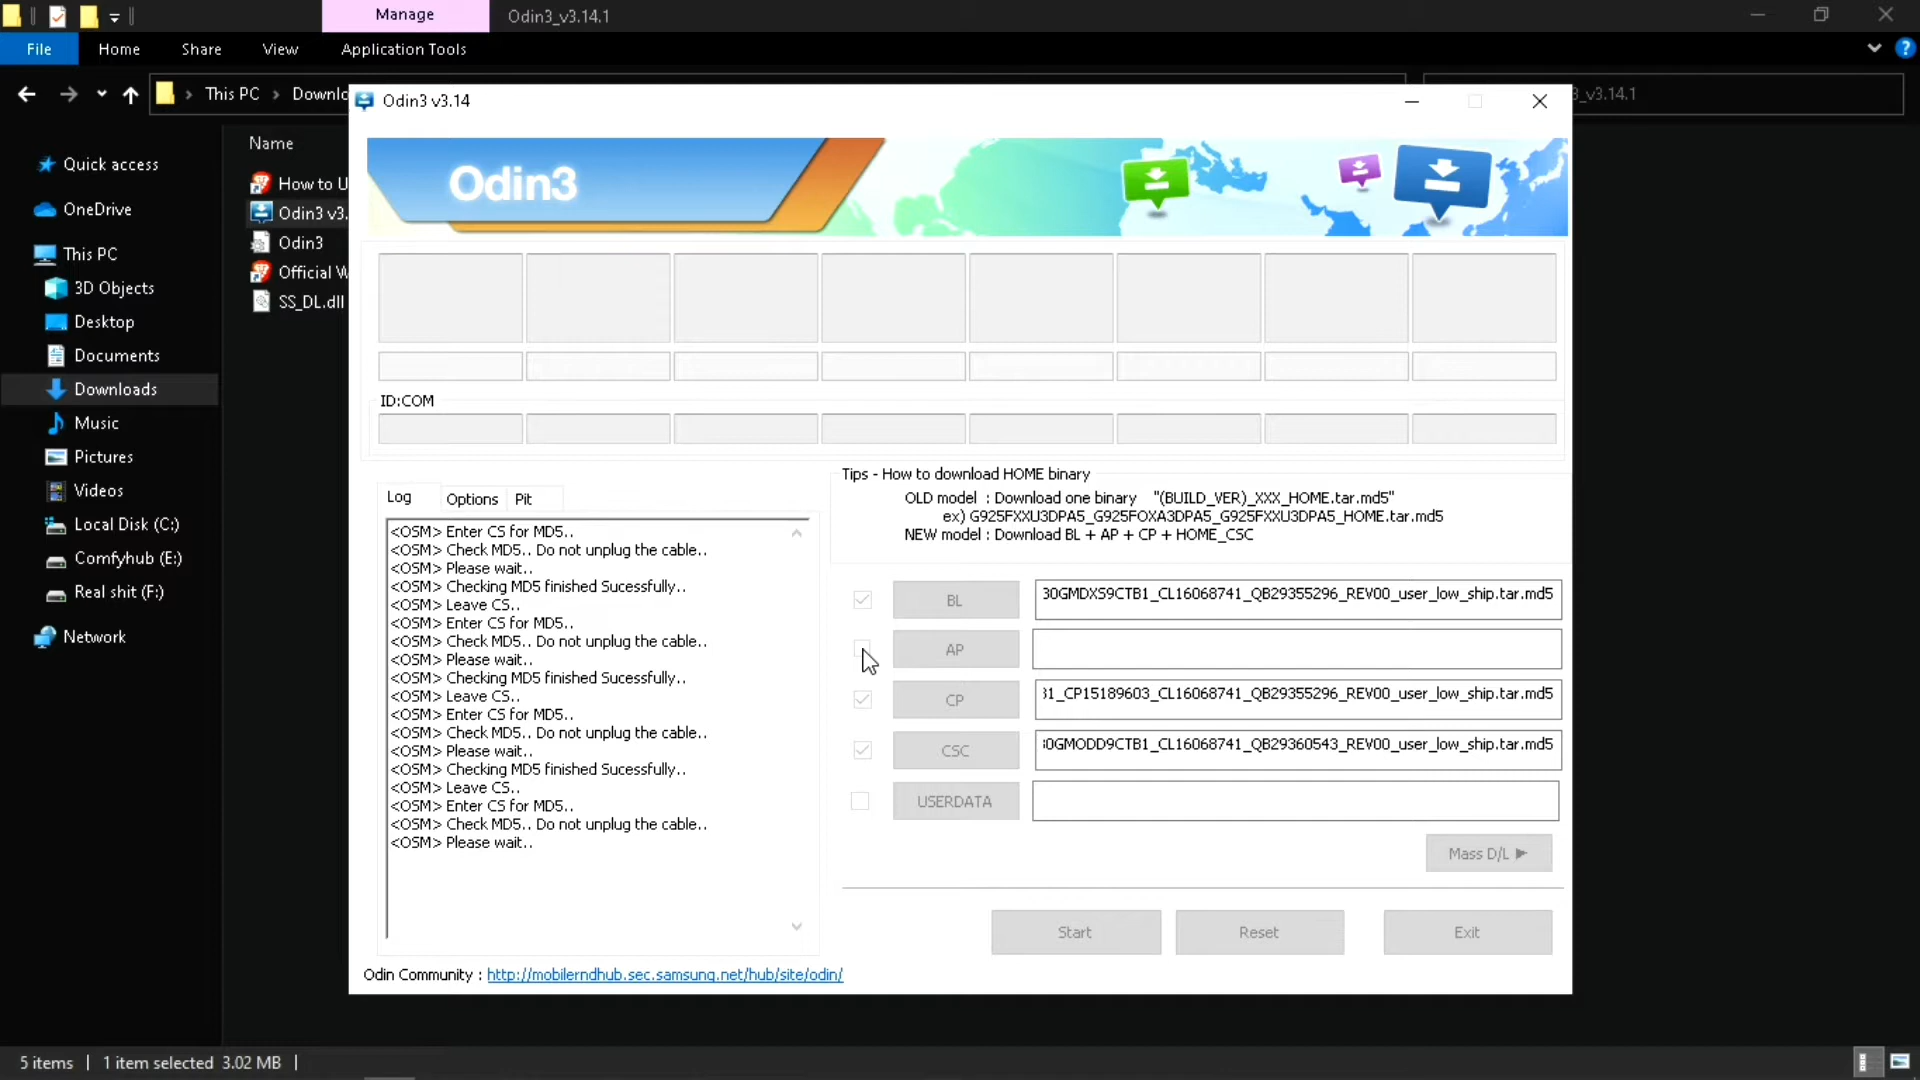 Manage
Odin3_v3.14.1
File
Home
Share
View
Application Tools
This PC
Downlo
3_v3.14.1
Odin3 v3.14
Name
Quick access
OneDrive
This PC
3D Objects
Desktop
Documents
Downloads
Music
Pictures
Videos
Local Disk (C:)
Comfyhub (E:)
Real shit (F:)
Network
How to U
Odin3 v3.
Odin3
Official W
SS_DL.dll
Odin3
ID:COM
Log
Options
Pit
<OSM> Enter CS for MD5..
<OSM> Check MD5.. Do not unplug the cable..
<OSM> Please wait..
<OSM> Checking MD5 finished Sucessfully..
<OSM> Leave CS..
<OSM> Enter CS for MD5..
<OSM> Check MD5.. Do not unplug the cable..
<OSM> Please wait..
<OSM> Checking MD5 finished Sucessfully..
<OSM> Leave CS..
<OSM> Enter CS for MD5..
<OSM> Check MD5.. Do not unplug the cable..
<OSM> Please wait..
<OSM> Checking MD5 finished Sucessfully..
<OSM> Leave CS..
<OSM> Enter CS for MD5..
<OSM> Check MD5.. Do not unplug the cable..
<OSM> Please wait..
Tips - How to download HOME binary
OLD model : Download one binary "(BUILD_VER)_XXX_HOME.tar.md5"
ex) G925FXXU3DPA5_G925FOXA3DPA5_G925FXXU3DPA5_HOME.tar.md5
NEW model : Download BL + AP + CP + HOME_CSC
BL
30GMDXS9CTB1_CL16068741_QB29355296_REV00_user_low_ship.tar.md5
AP
CP
31_CP15189603_CL16068741_QB29355296_REV00_user_low_ship.tar.md5
CSC
30GMODD9CTB1_CL16068741_QB29360543_REV00_user_low_ship.tar.md5
USERDATA
Mass D/L
Start
Reset
Exit
Odin Community : http://mobilerndhub.sec.samsung.net/hub/site/odin/
5 items
1 item selected 3.02 MB